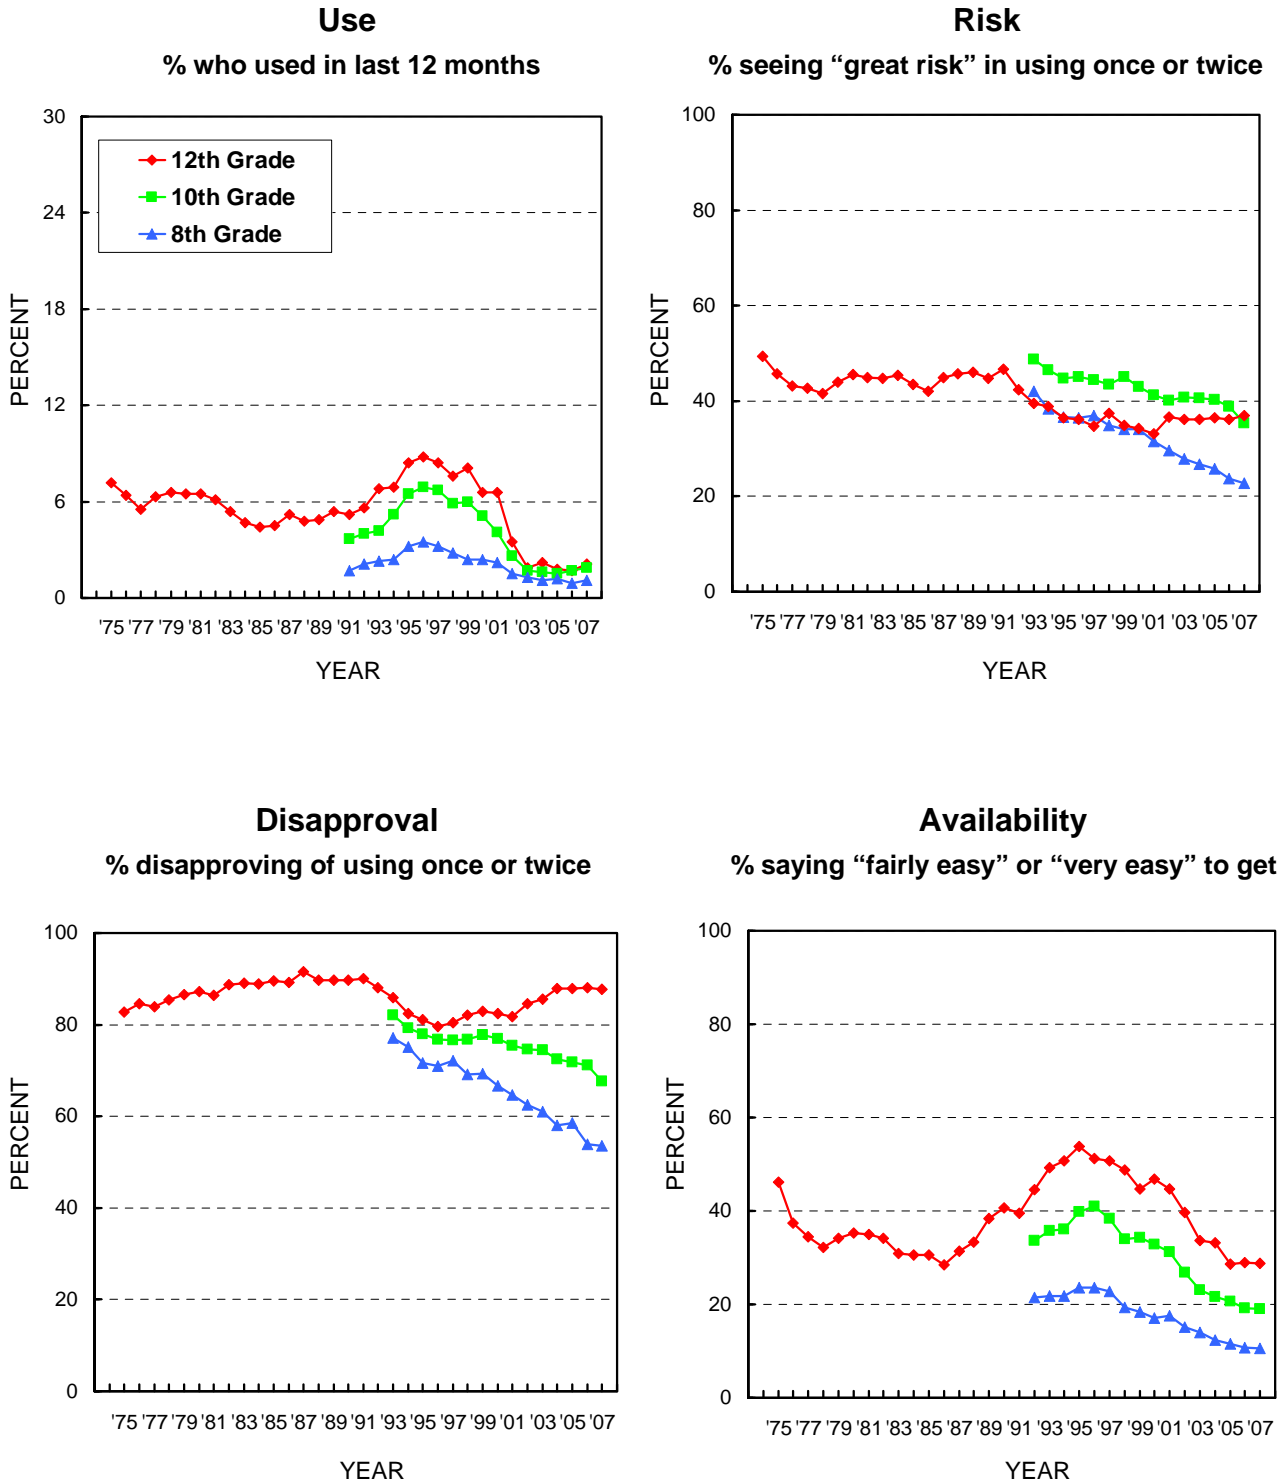 Use
% who used in last 12 months
30
24
18
12
6
0
PERCENT
12th Grade
10th Grade
8th Grade
'75 '77 '79 '81 '83 '85 '87 '89 '91 '93 '95 '97 '99 '01 '03 '05 '07
YEAR
Risk
% seeing “great risk” in using once or twice
100
80
60
40
20
0
PERCENT
'75 '77 '79 '81 '83 '85 '87 '89 '91 '93 '95 '97 '99 '01 '03 '05 '07
YEAR
Disapproval
% disapproving of using once or twice
100
80
60
40
20
0
PERCENT
'75 '77 '79 '81 '83 '85 '87 '89 '91 '93 '95 '97 '99 '01 '03 '05 '07
YEAR
Availability
% saying “fairly easy” or “very easy” to get
100
80
60
40
20
0
PERCENT
'75 '77 '79 '81 '83 '85 '87 '89 '91 '93 '95 '97 '99 '01 '03 '05 '07
YEAR